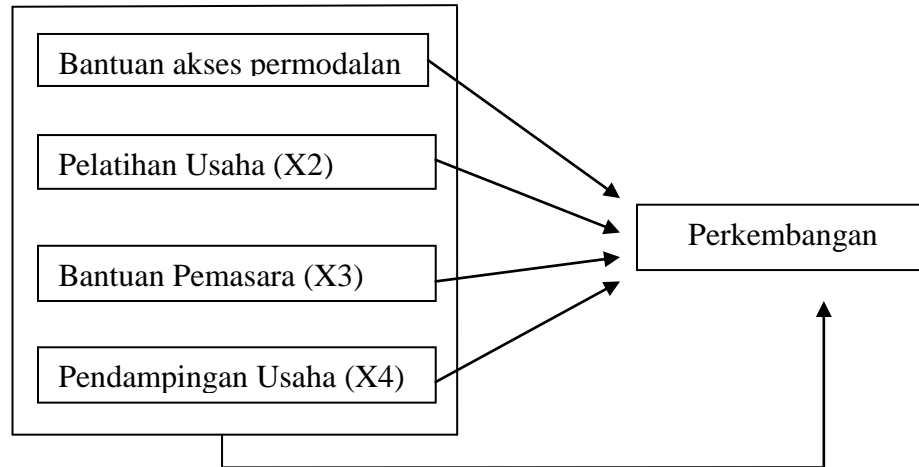 Bantuan akses permodalan
Pelatihan Usaha (X2)
Perkembangan
Bantuan Pemasara (X3)
Pendampingan Usaha (X4)